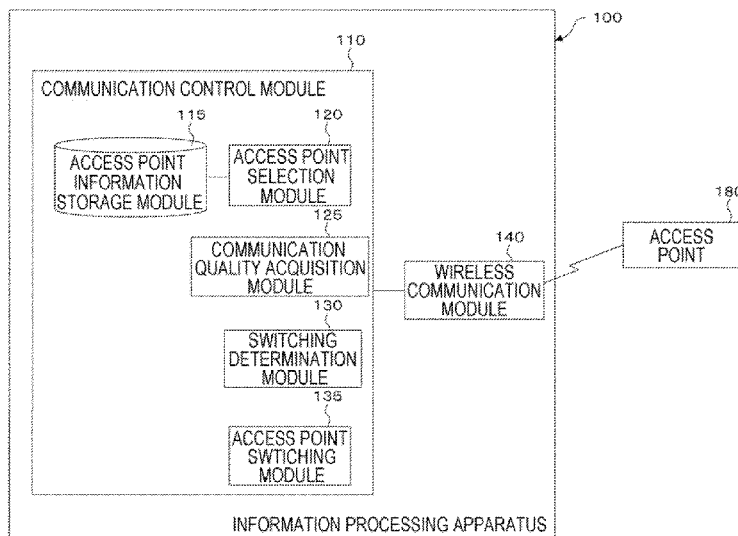 100
110
COMMUNICATION CONTROL MODULE
115
ACCESS POINT
INFORMATION
STORAGE MODULE
120
ACCESS POINT
SELECTION
MODULE
125
COMMUNICATION
QUALITY ACQUISITION
MODULE
140
WIRELESS
COMMUNICATION
MODULE
180
ACCESS
POINT
130
SWITCHING
DETERMINATION
MODULE
135
ACCESS POINT
SWTICHING
MODULE
INFORMATION PROCESSING APPARATUS